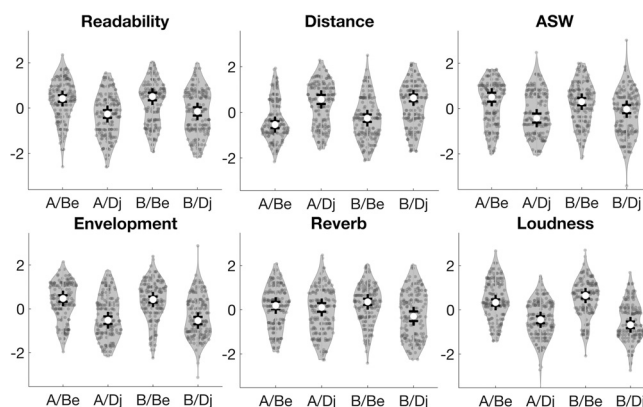 Readability Distance ASW
2 2 2
0 0 0
-2 -2 -2
A/Be A/Dj B/Be B/Dj A/Be A/Dj B/Be B/Dj A/Be A/Dj B/Be B/Dj
Envelopment Reverb Loudness
2 2 2
0 0 0
-2 -2 -2
A/Be A/Dj B/Be B/Dj A/Be A/Dj B/Be B/Dj A/Be A/Dj B/Be B/Dj